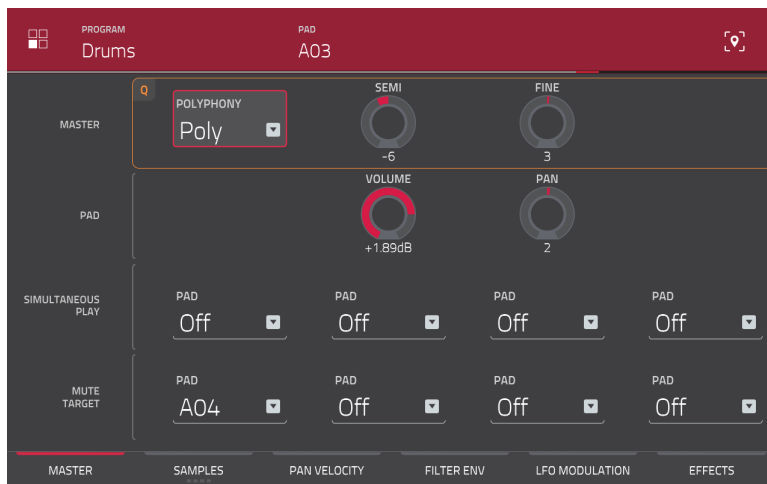 PROGRAM PAD
Drums A03
Q
MASTER
POLYPHONY SEMI FINE
Poly
-6 3
PAD
VOLUME PAN
+1.89dB 2
SIMULTANEOUS
PLAY
PAD PAD PAD PAD
Off Off Off Off
MUTE
TARGET
PAD PAD PAD PAD
A04 Off Off Off
MASTER SAMPLES PAN VELOCITY FILTER ENV LFO MODULATION EFFECTS